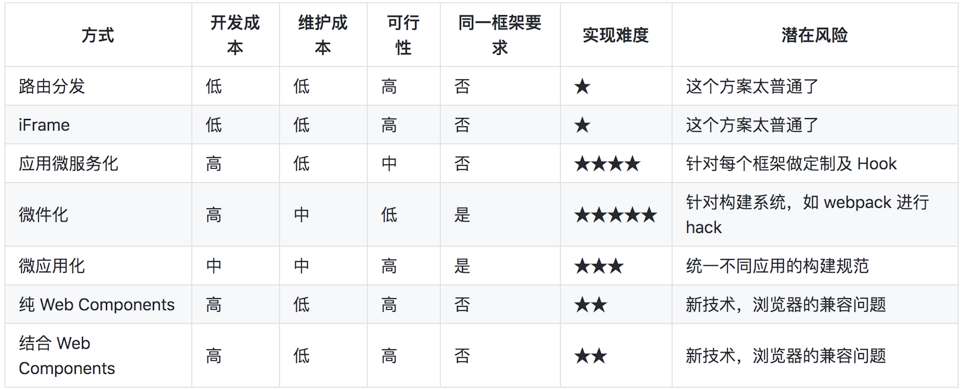 方式 开发成本 维护成本 可行性 同一框架要求 实现难度 潜在风险
路由分发 低 低 高 否 ★ 这个方案太普通了
iFrame 低 低 高 否 ★ 这个方案太普通了
应用微服务化 高 低 中 否 ★★★★ 针对每个框架做定制及 Hook
微件化 高 中 低 是 ★★★★★ 针对构建系统，如 webpack 进行 hack
微应用化 中 中 高 是 ★★★ 统一不同应用的构建规范
纯 Web Components 高 低 高 否 ★★ 新技术，浏览器的兼容问题
结合 Web Components 高 低 高 否 ★★ 新技术，浏览器的兼容问题